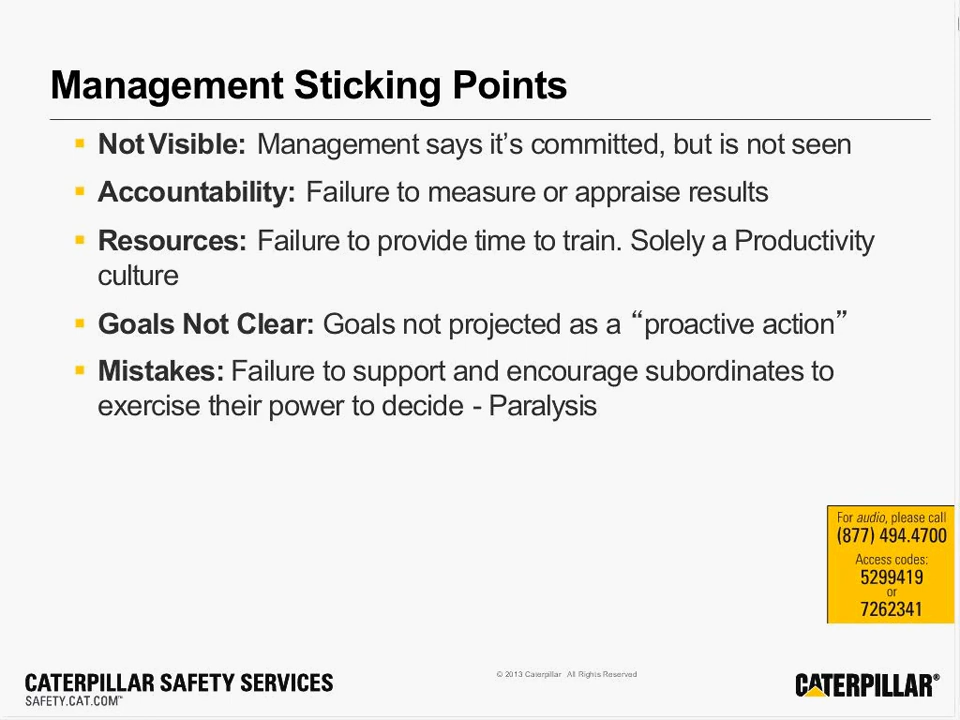 Management Sticking Points
▪ Not Visible: Management says it’s committed, but is not seen
▪ Accountability: Failure to measure or appraise results
▪ Resources: Failure to provide time to train. Solely a Productivity
culture
▪ Goals Not Clear: Goals not projected as a “proactive action”
▪ Mistakes: Failure to support and encourage subordinates to
exercise their power to decide - Paralysis
For audio, please call
(877) 494.4700
Access codes:
5299419
or
7262341
CATERPILLAR SAFETY SERVICES
SAFETY.CAT.COM™
© 2013 Caterpillar All Rights Reserved
CATERPILLAR®